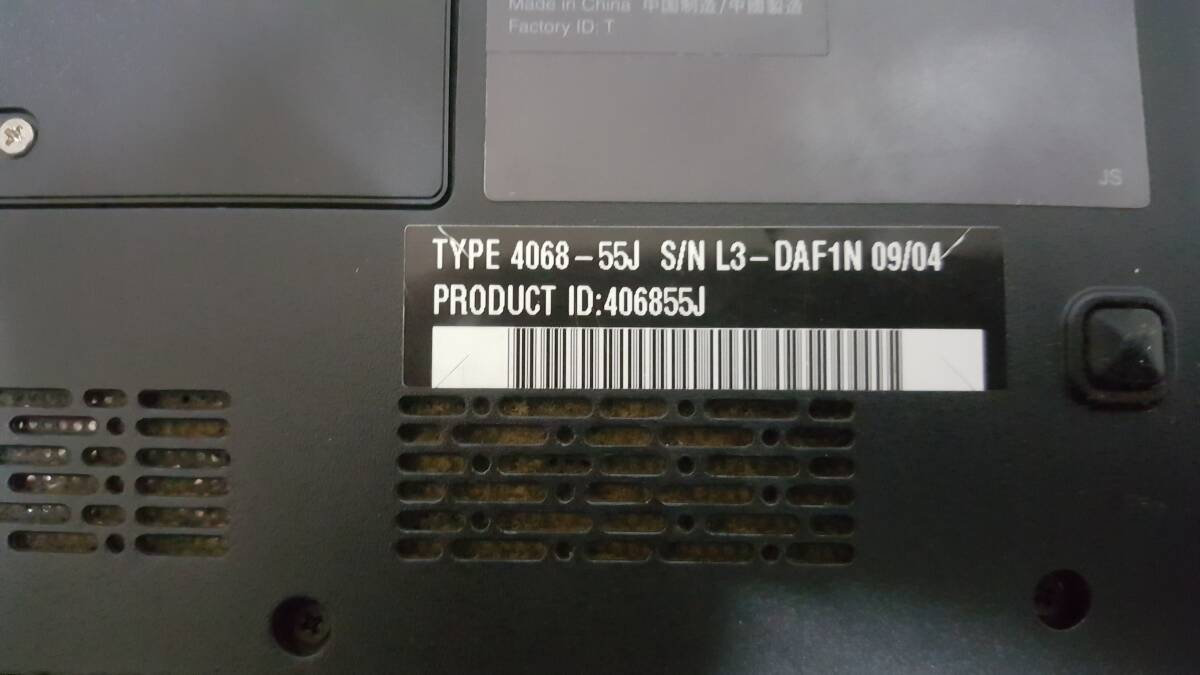 Made in China 中国制造/中國製造
Factory ID: T
JS
TYPE 4068-55J S/N L3-DAF1N 09/04
PRODUCT ID:406855J